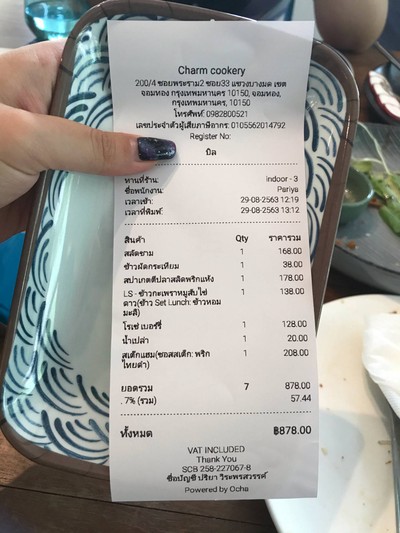 Charm cookery
200/4 ซอยพระราม2 ซอย33 แขวงบางมด เขต
จอมทอง กรุงเทพมหานคร 10150, จอมทอง,
กรุงเทพมหานคร, 10150
โทรศัพท์: 0982800521
เลขประจำตัวผู้เสียภาษีอากร: 0105562014792
Register No:
บิล
ทานที่ร้าน: indoor - 3
ชื่อพนักงาน: Pariya
เวลาเข้า: 29-08-2563 12:19
เวลาที่พิมพ์: 29-08-2563 13:12
สินค้า Qty ราคารวม
สลัดชาม 1 168.00
ข้าวผัดกระเทียม 1 38.00
สปาเกตตีปลาสลิดพริกแห้ง 1 178.00
LS - ข้าวกะเพราหมูสับไข่ 1 138.00
ดาว(ข้าว Set Lunch: ข้าวหอม
มะลิ)
โรเซ่ เบอร์รี่ 1 128.00
น้ำเปล่า 1 20.00
สเต๊กแฮม(ซอสสเต๊ก: พริก 1 208.00
ไทยดำ)
ยอดรวม 7 878.00
. 7% (รวม) 57.44
ทั้งหมด ฿878.00
VAT INCLUDED
Thank You
SCB 258-227067-8
ชื่อบัญชี ปริยา วีระพรสวรรค์
Powered by Ocha